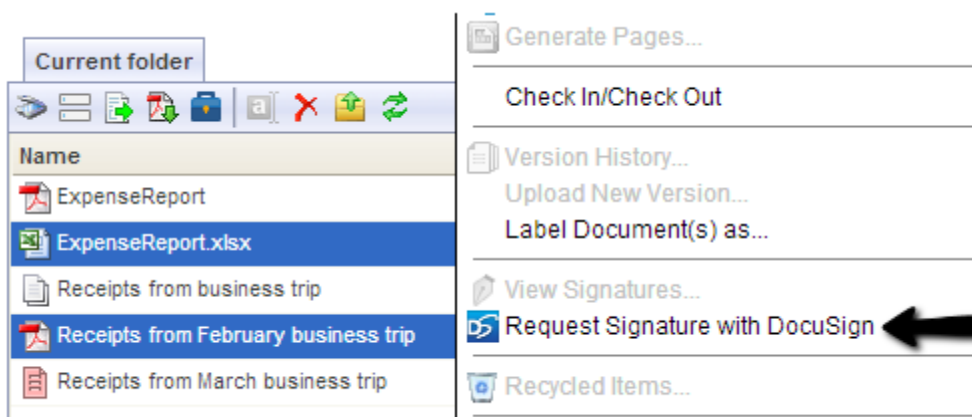 Current folder
Name
ExpenseReport
ExpenseReport.xlsx
Receipts from business trip
Receipts from February business trip
Receipts from March business trip
Generate Pages...
Check In/Check Out
Version History...
Upload New Version...
Label Document(s) as...
View Signatures...
Request Signature with DocuSign
Recycled Items...